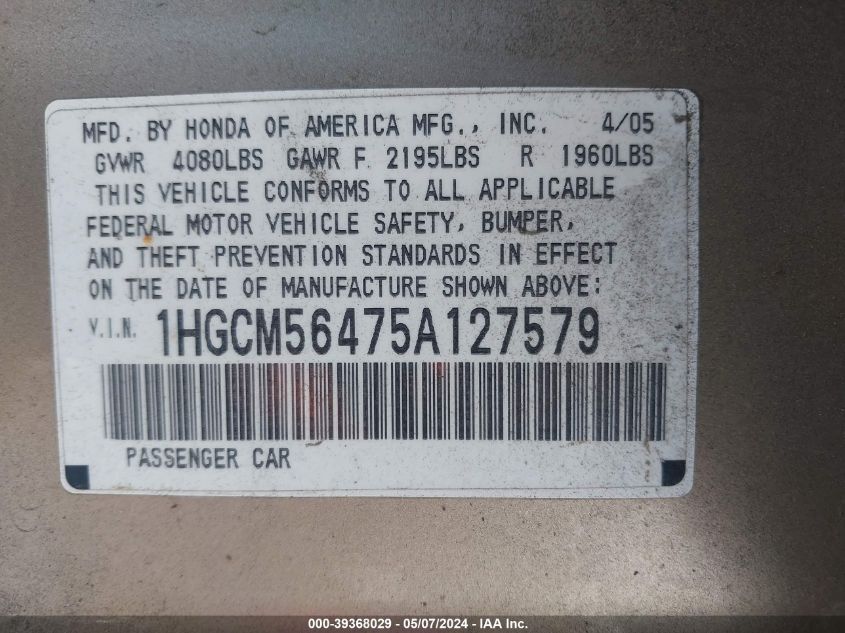 MFD. BY HONDA OF AMERICA MFG., INC. 4/05
GVWR 4080LBS GAWR F 2195LBS R 1960LBS
THIS VEHICLE CONFORMS TO ALL APPLICABLE
FEDERAL MOTOR VEHICLE SAFETY, BUMPER,
AND THEFT PREVENTION STANDARDS IN EFFECT
ON THE DATE OF MANUFACTURE SHOWN ABOVE:
V.I.N. 1HGCM56475A127579
PASSENGER CAR
000-39368029 - 05/07/2024 - IAA Inc.